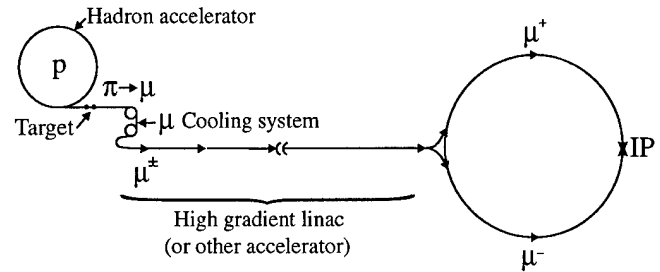 Hadron accelerator
p
π→μ
Target
μ Cooling system
μ±
High gradient linac
(or other accelerator)
μ+
IP
μ−